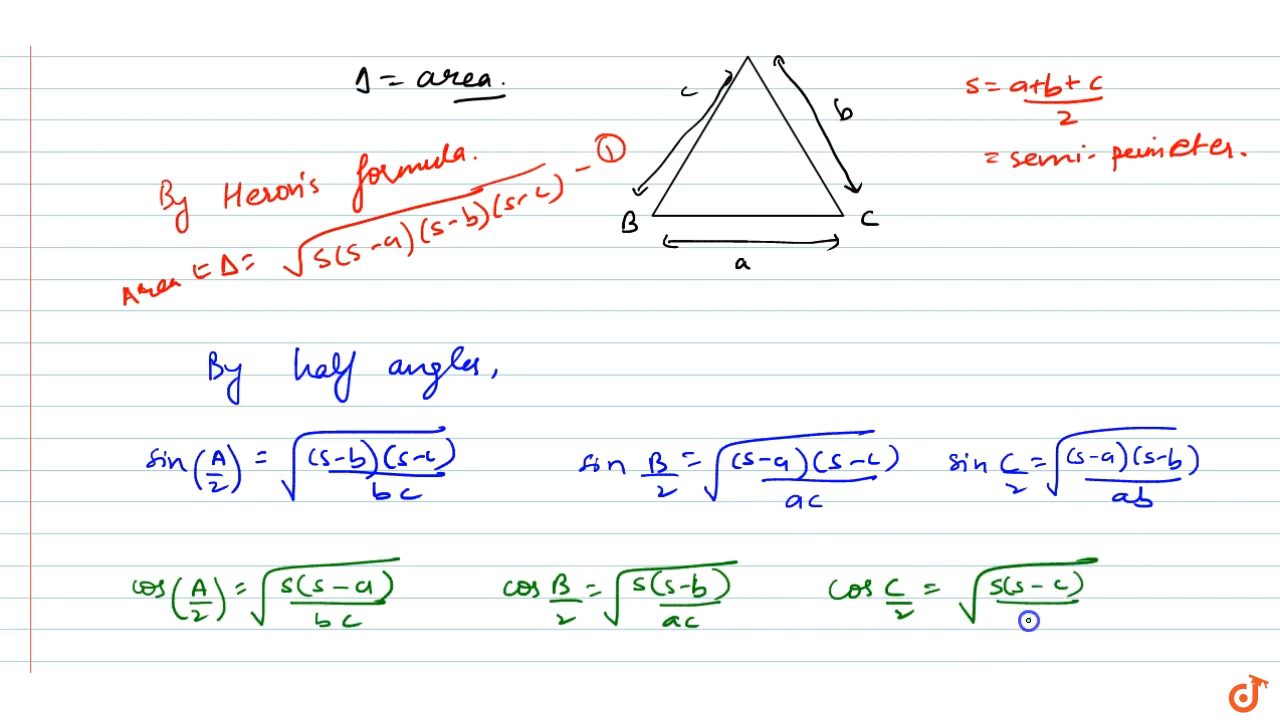 Δ = area.
c
b
s = a+b+c/2
= semi-perimeter.
By Heron's formula.
Area = Δ = √s(s-a)(s-b)(s-c) - ①
B
C
a
By half angles,
sin (A/2) = √(s-b)(s-c)/bc sin B/2 = √(s-a)(s-c)/ac sin C/2 = √(s-a)(s-b)/ab
cos (A/2) = √s(s-a)/bc cos B/2 = √s(s-b)/ac cos C/2 = √s(s-c)/